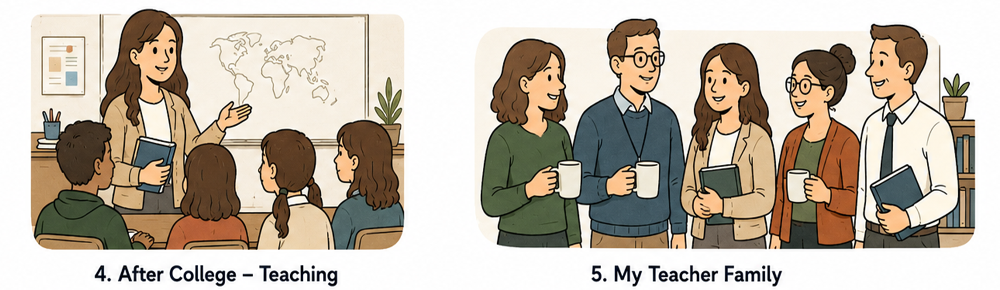 4. After College – Teaching
5. My Teacher Family